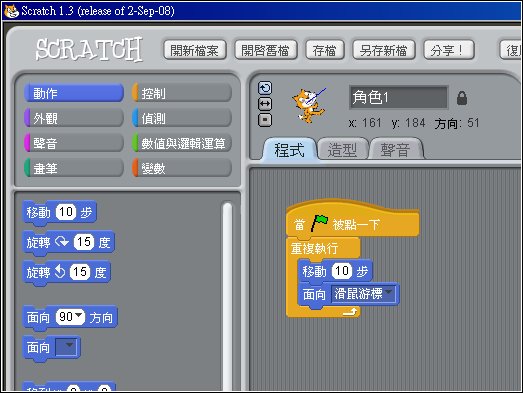 Scratch 1.3 (release of 2-Sep-08)
SCRATCH 開新檔案 開啓舊檔 存檔 另存新檔 分享！
動作 控制
外觀 偵測
聲音 數值與邏輯運算
畫筆 變數
角色1
x: 161 y: 184 方向: 51
程式 造型 聲音
移動 10 步
旋轉 15 度
旋轉 15 度
面向 90 方向
面向
當 被點一下
重複執行
移動 10 步
面向 滑鼠游標